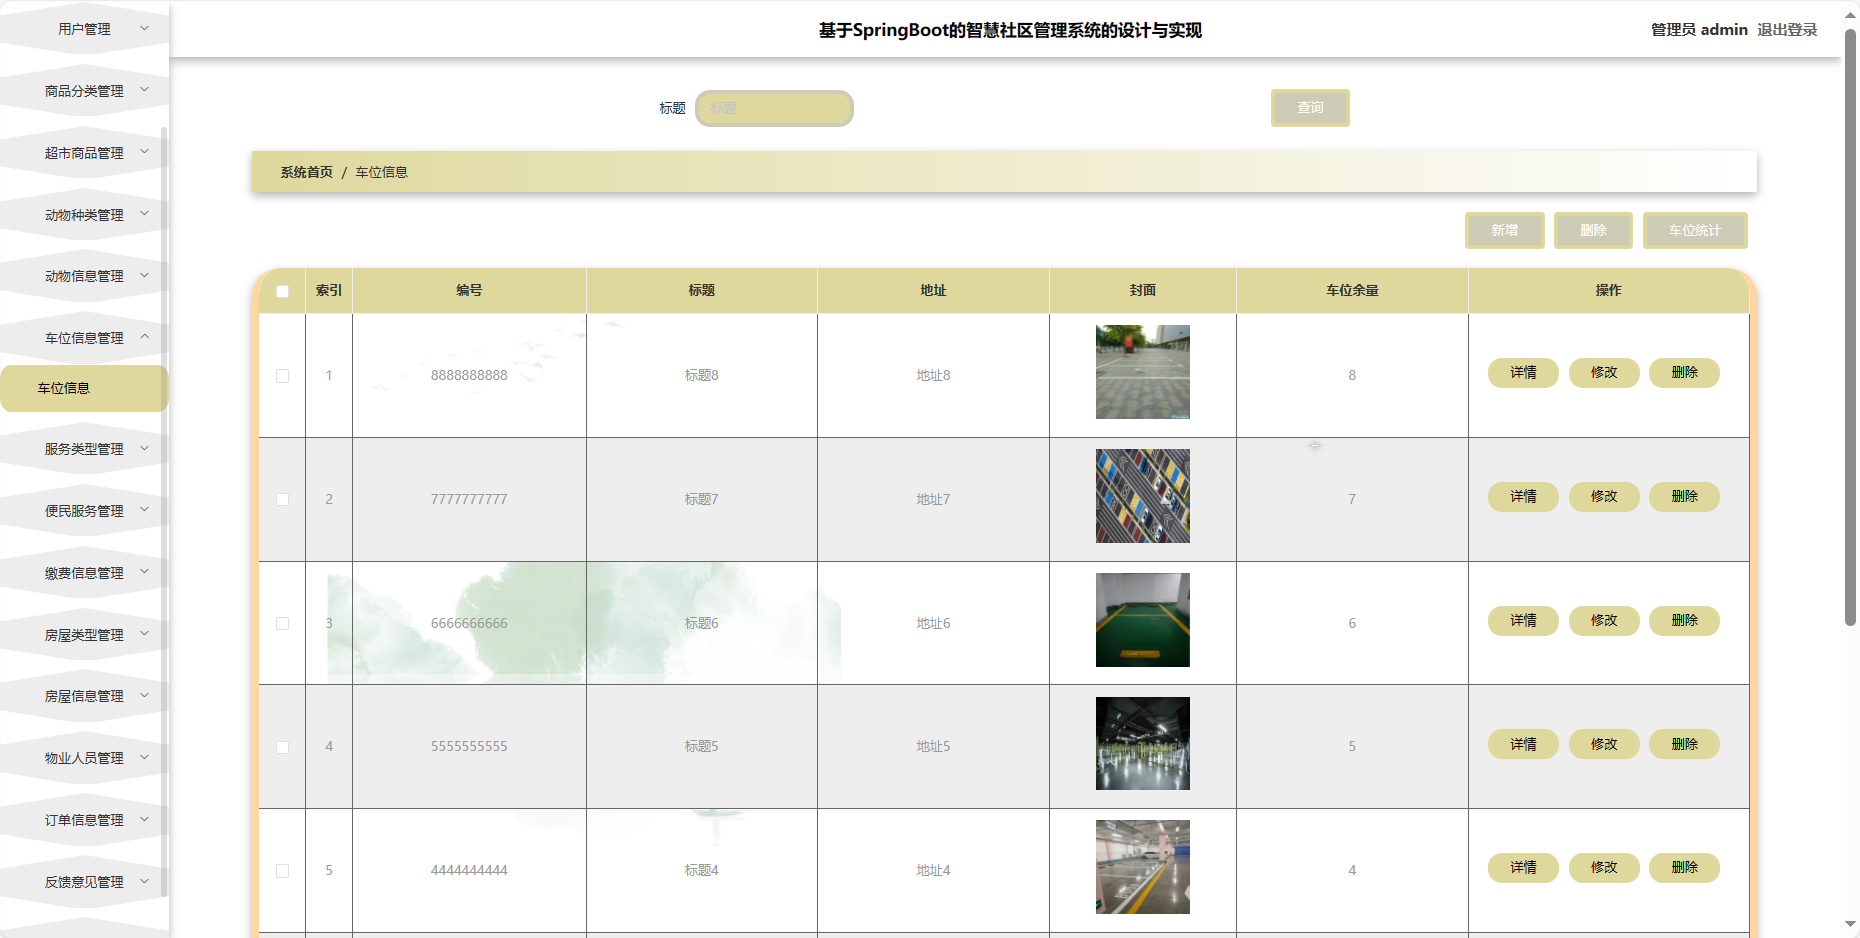 基于SpringBoot的智慧社区管理系统的设计与实现
管理员 admin 退出登录
用户管理
商品分类管理
超市商品管理
动物种类管理
动物信息管理
车位信息管理
车位信息
服务类型管理
便民服务管理
缴费信息管理
房屋类型管理
房屋信息管理
物业人员管理
订单信息管理
反馈意见管理
标题 标题 查询
系统首页 / 车位信息
新增 删除 车位统计
索引 编号 标题 地址 封面 车位余量 操作
1 8888888888 标题8 地址8 8 详情 修改 删除
2 7777777777 标题7 地址7 7 详情 修改 删除
3 6666666666 标题6 地址6 6 详情 修改 删除
4 5555555555 标题5 地址5 5 详情 修改 删除
5 4444444444 标题4 地址4 4 详情 修改 删除